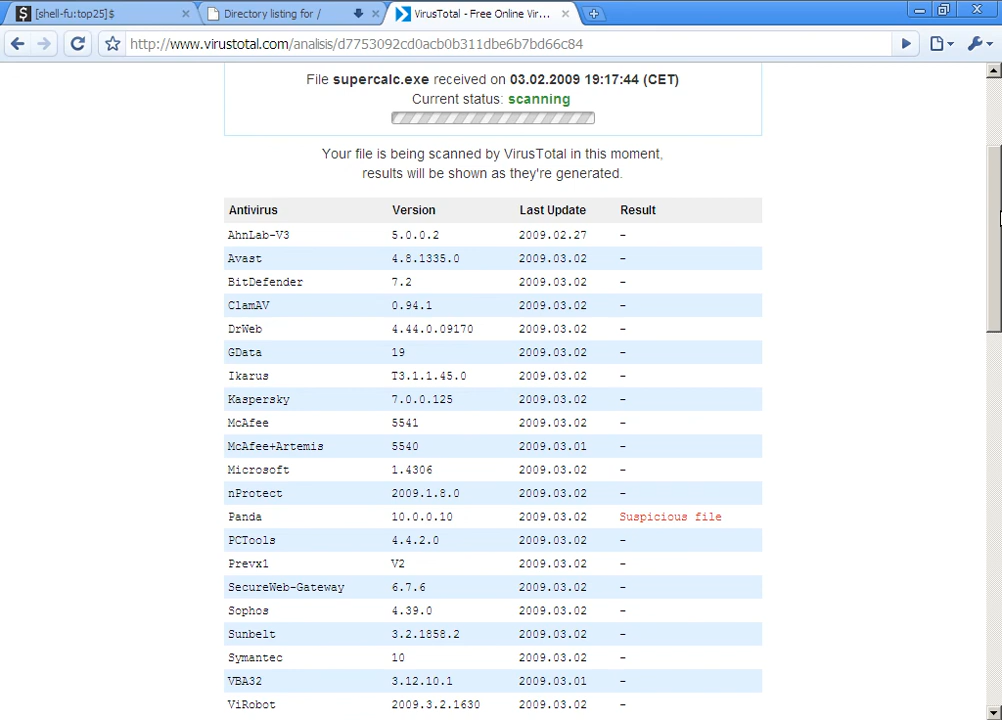 [shell-fu:top25]$
Directory listing for /
VirusTotal - Free Online Vir...
http://www.virustotal.com/analisis/d7753092cd0acb0b311dbe6b7bd66c84
File supercalc.exe received on 03.02.2009 19:17:44 (CET)
Current status: scanning
Your file is being scanned by VirusTotal in this moment,
results will be shown as they're generated.
Antivirus Version Last Update Result
AhnLab-V3 5.0.0.2 2009.02.27 -
Avast 4.8.1335.0 2009.03.02 -
BitDefender 7.2 2009.03.02 -
ClamAV 0.94.1 2009.03.02 -
DrWeb 4.44.0.09170 2009.03.02 -
GData 19 2009.03.02 -
Ikarus T3.1.1.45.0 2009.03.02 -
Kaspersky 7.0.0.125 2009.03.02 -
McAfee 5541 2009.03.02 -
McAfee+Artemis 5540 2009.03.01 -
Microsoft 1.4306 2009.03.02 -
nProtect 2009.1.8.0 2009.03.02 -
Panda 10.0.0.10 2009.03.02 Suspicious file
PCTools 4.4.2.0 2009.03.02 -
Prevx1 V2 2009.03.02 -
SecureWeb-Gateway 6.7.6 2009.03.02 -
Sophos 4.39.0 2009.03.02 -
Sunbelt 3.2.1858.2 2009.03.02 -
Symantec 10 2009.03.02 -
VBA32 3.12.10.1 2009.03.01 -
ViRobot 2009.3.2.1630 2009.03.02 -